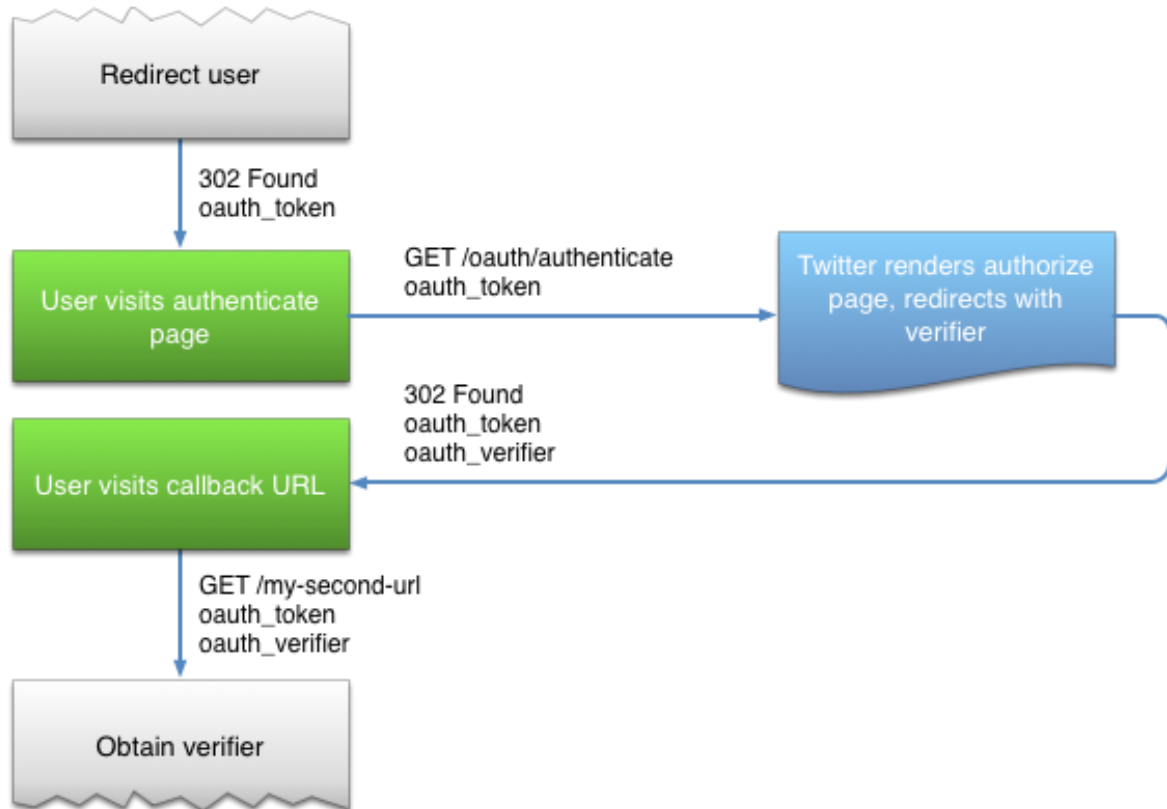 Redirect user
302 Found
oauth_token
User visits authenticate
page
GET /oauth/authenticate
oauth_token
Twitter renders authorize
page, redirects with
verifier
302 Found
oauth_token
oauth_verifier
User visits callback URL
GET /my-second-url
oauth_token
oauth_verifier
Obtain verifier